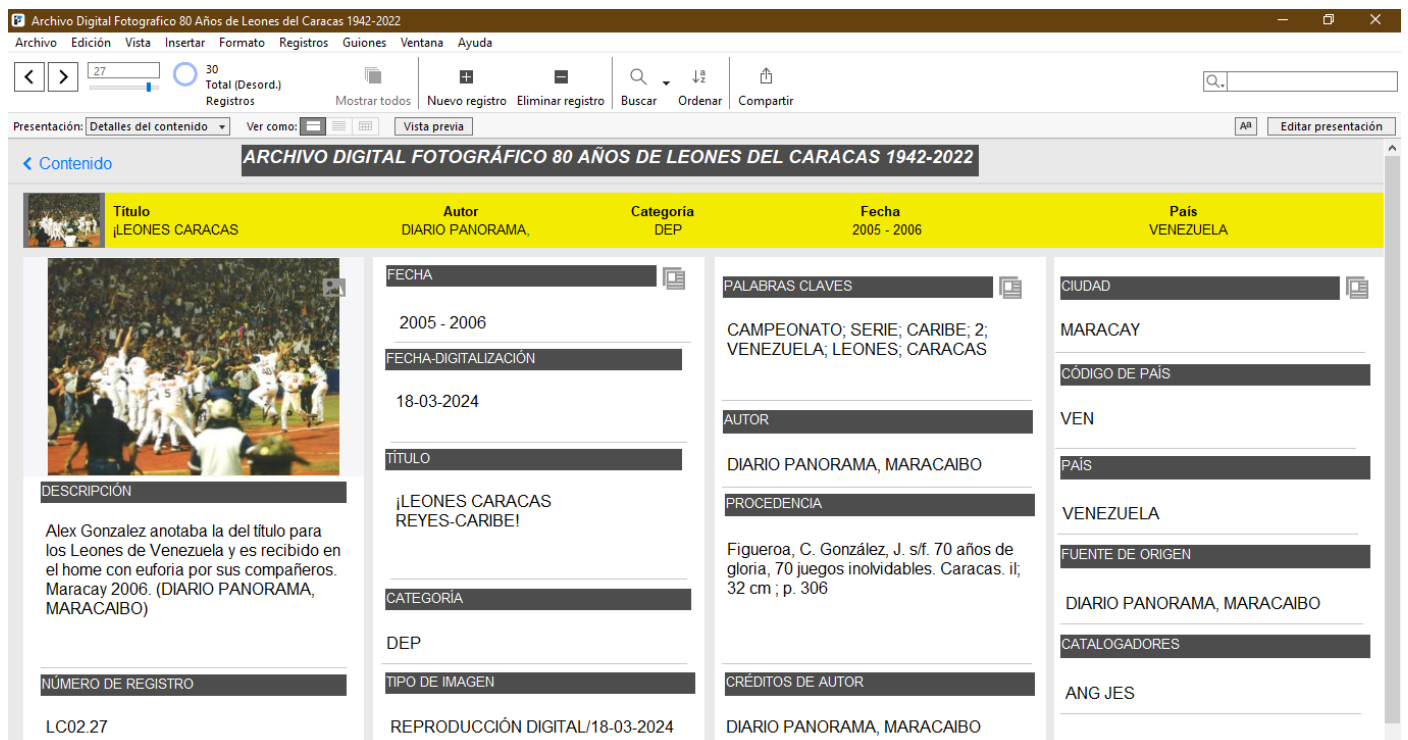 Archivo Digital Fotografico 80 Años de Leones del Caracas 1942-2022
Archivo Edición Vista Insertar Formato Registros Guiones Ventana Ayuda
27
30
Total (Desord.)
Registros
Mostrar todos Nuevo registro Eliminar registro Buscar Ordenar Compartir
Presentación: Detalles del contenido Ver como: Vista previa Aª Editar presentación
Contenido
ARCHIVO DIGITAL FOTOGRÁFICO 80 AÑOS DE LEONES DEL CARACAS 1942-2022
Título Autor Categoría Fecha País
¡LEONES CARACAS DIARIO PANORAMA, DEP 2005 - 2006 VENEZUELA
DESCRIPCIÓN
Alex Gonzalez anotaba la del título para
los Leones de Venezuela y es recibido en
el home con euforia por sus compañeros.
Maracay 2006. (DIARIO PANORAMA,
MARACAIBO)
NÚMERO DE REGISTRO
LC02.27
FECHA
2005 - 2006
FECHA-DIGITALIZACIÓN
18-03-2024
TÍTULO
¡LEONES CARACAS
REYES-CARIBE!
CATEGORÍA
DEP
TIPO DE IMAGEN
REPRODUCCIÓN DIGITAL/18-03-2024
PALABRAS CLAVES
CAMPEONATO; SERIE; CARIBE; 2;
VENEZUELA; LEONES; CARACAS
AUTOR
DIARIO PANORAMA, MARACAIBO
PROCEDENCIA
Figueroa, C. González, J. s/f. 70 años de
gloria, 70 juegos inolvidables. Caracas. il;
32 cm ; p. 306
CRÉDITOS DE AUTOR
DIARIO PANORAMA, MARACAIBO
CIUDAD
MARACAY
CÓDIGO DE PAÍS
VEN
PAÍS
VENEZUELA
FUENTE DE ORIGEN
DIARIO PANORAMA, MARACAIBO
CATALOGADORES
ANG JES